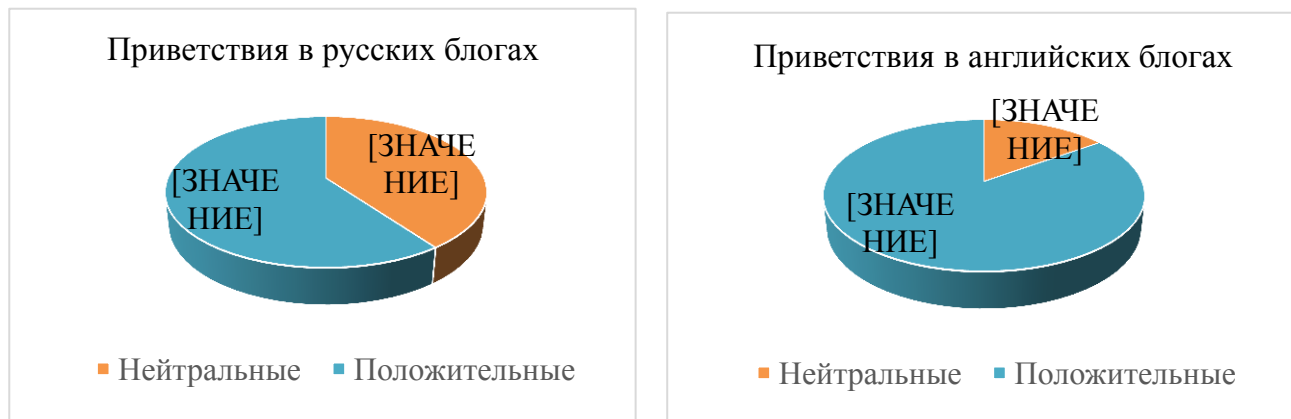 Приветствия в русских блогах
[ЗНАЧЕ
НИЕ]
[ЗНАЧЕ
НИЕ]
Нейтральные Положительные
Приветствия в английских блогах
[ЗНАЧЕ
НИЕ]
[ЗНАЧЕ
НИЕ]
Нейтральные Положительные